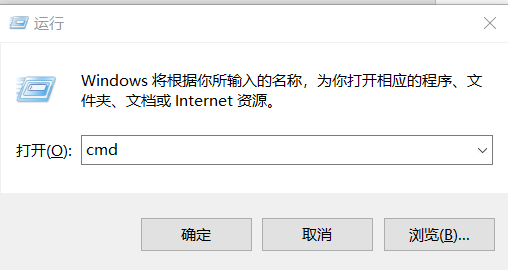 运行
Windows 将根据你所输入的名称，为你打开相应的程序、文
件夹、文档或 Internet 资源。
打开(O): cmd
确定 取消 浏览(B)...